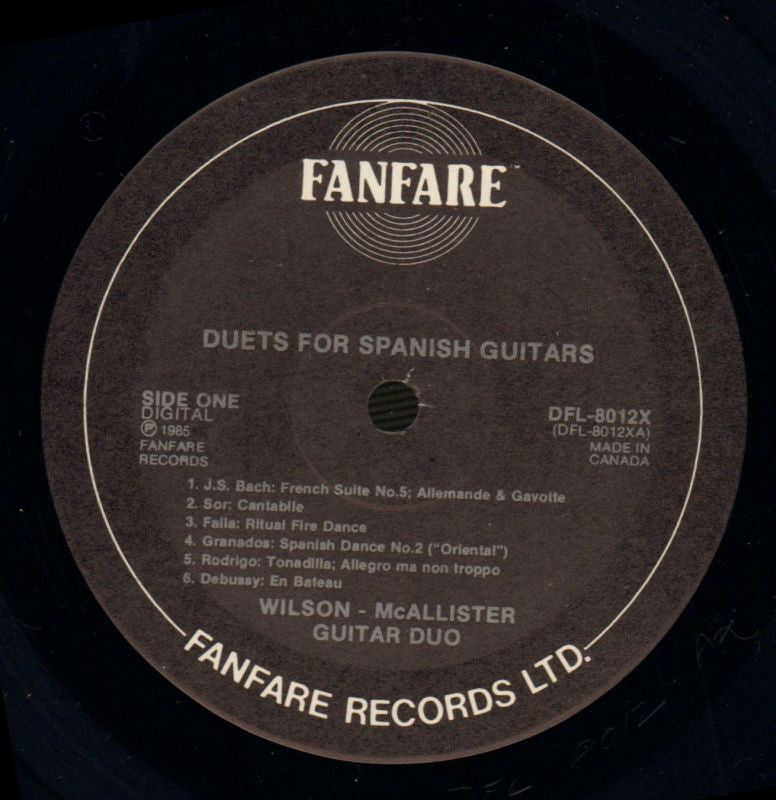 FANFARE™
DUETS FOR SPANISH GUITARS
SIDE ONE
DIGITAL
℗ 1985
FANFARE
RECORDS
DFL-8012X
(DFL-8012XA)
MADE IN
CANADA
1. J.S. Bach: French Suite No.5; Allemande & Gavotte
2. Sor: Cantabile
3. Falla: Ritual Fire Dance
4. Granados: Spanish Dance No.2 ("Oriental")
5. Rodrigo: Tonadilla; Allegro ma non troppo
6. Debussy: En Bateau
WILSON - McALLISTER
GUITAR DUO
FANFARE RECORDS LTD.